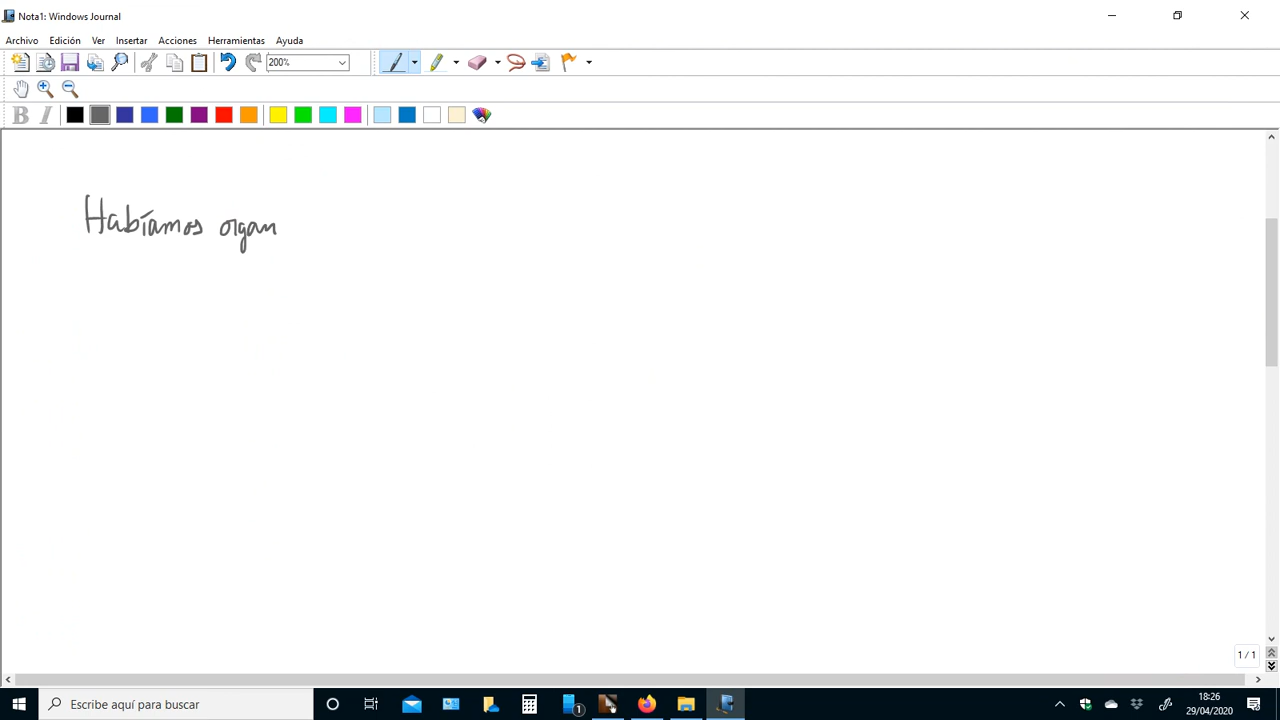 Nota1: Windows Journal
Archivo Edición Ver Insertar Acciones Herramientas Ayuda
200%
B I
Habíamos organ
1 / 1
Escribe aquí para buscar
1
18:26
29/04/2020